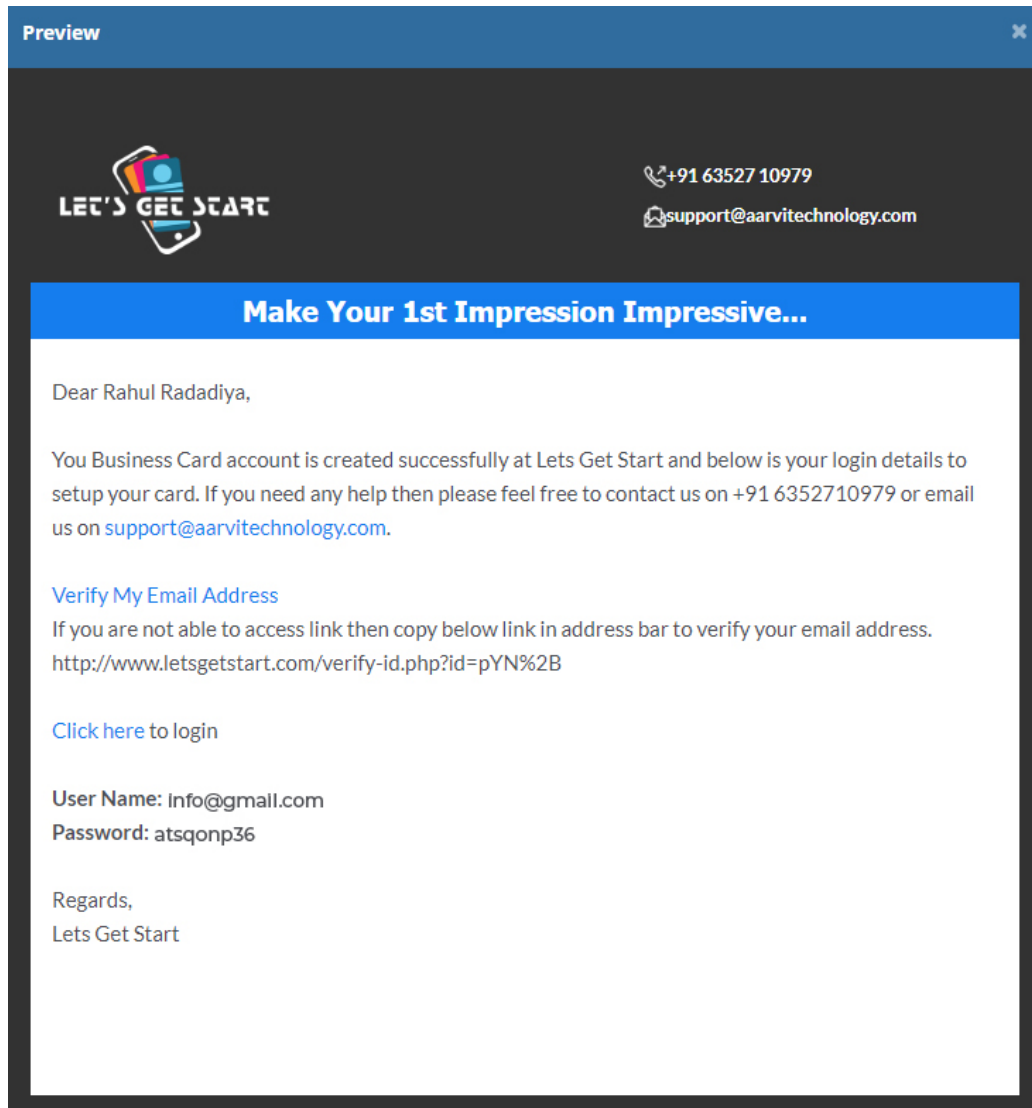 Preview
LET'S GET START
+91 63527 10979
support@aarvitechnology.com
Make Your 1st Impression Impressive...
Dear Rahul Radadiya,
You Business Card account is created successfully at Lets Get Start and below is your login details to
setup your card. If you need any help then please feel free to contact us on +91 6352710979 or email
us on support@aarvitechnology.com.
Verify My Email Address
If you are not able to access link then copy below link in address bar to verify your email address.
http://www.letsgetstart.com/verify-id.php?id=pYN%2B
Click here to login
User Name: info@gmail.com
Password: atsqonp36
Regards,
Lets Get Start